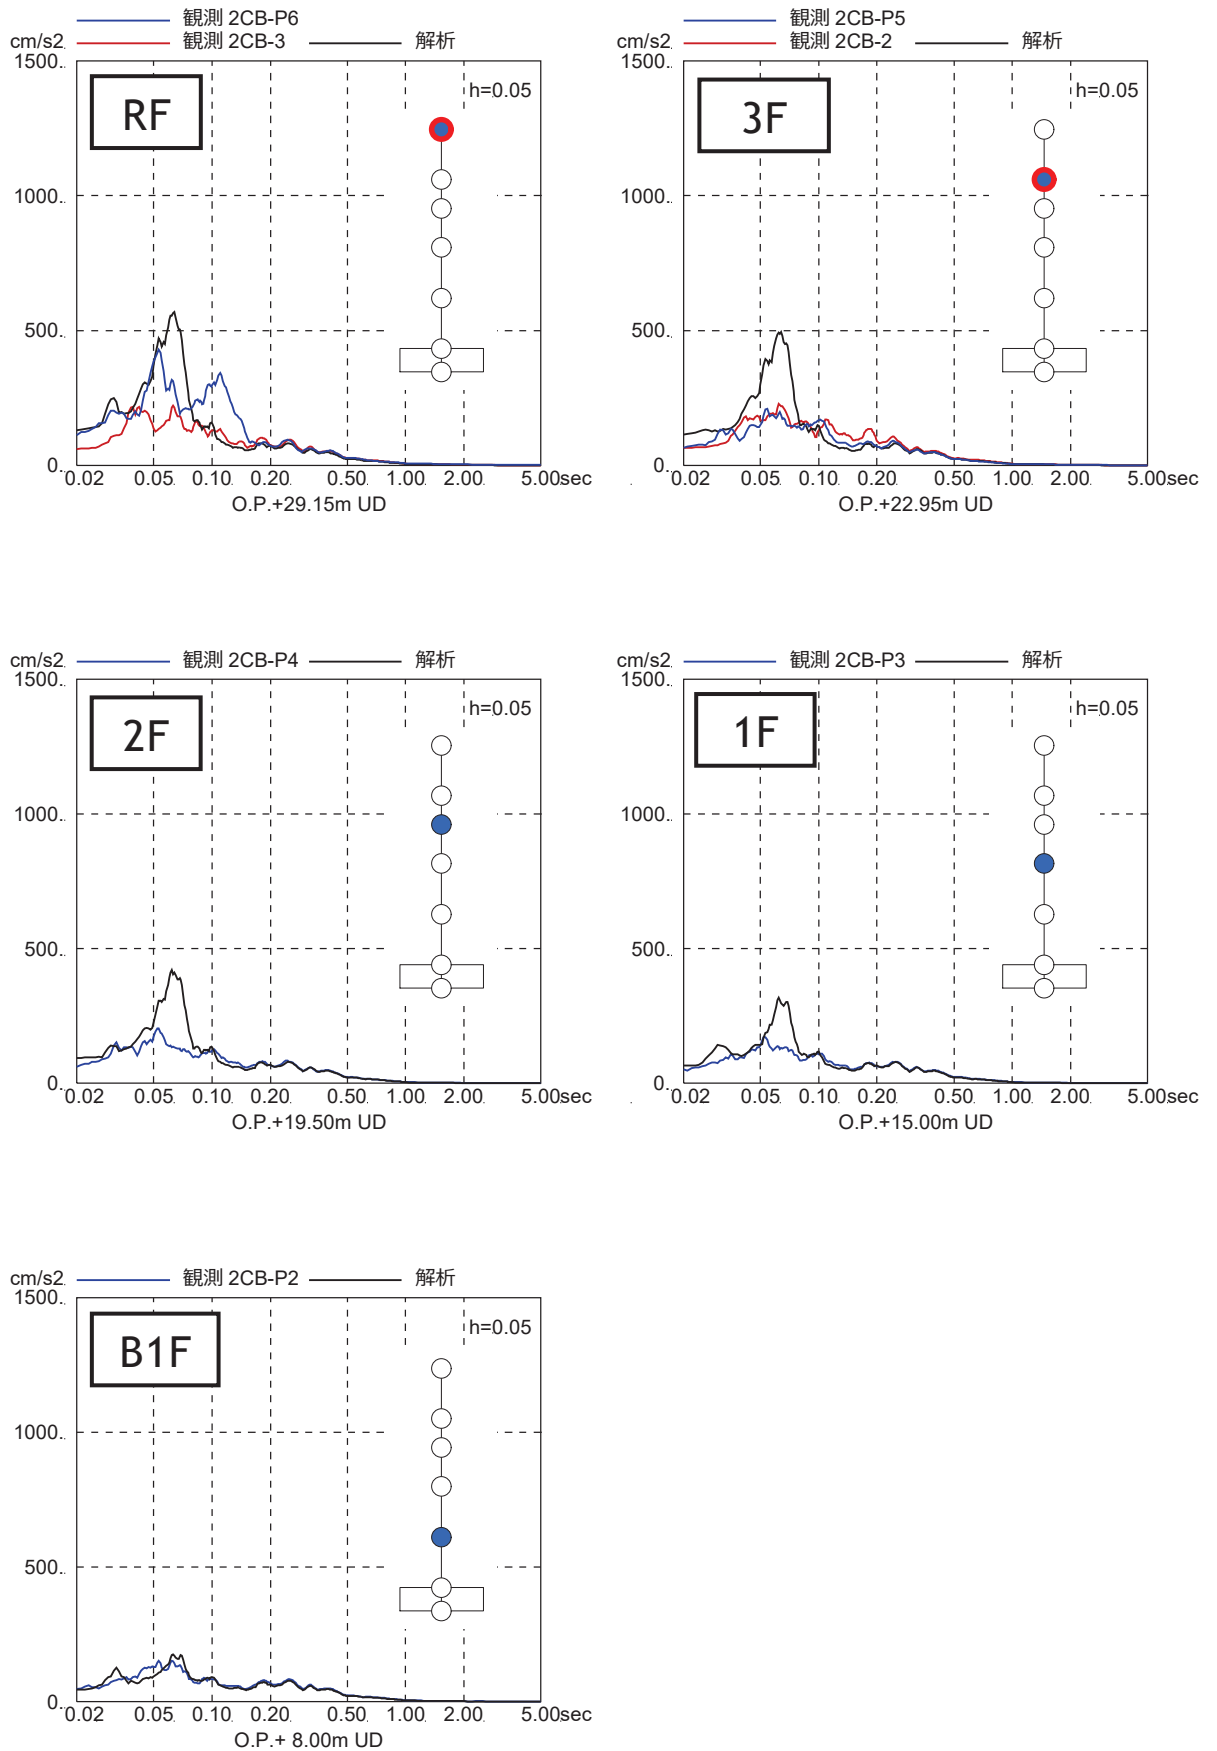 観測 2CB-P6
cm/s2 観測 2CB-3 解析
1500.
RF
h=0.05
1000.
500.
0.
0.02 0.05 0.10 0.20 0.50 1.00 2.00 5.00sec
O.P.+29.15m UD
観測 2CB-P5
cm/s2 観測 2CB-2 解析
1500.
3F
h=0.05
1000.
500.
0.
0.02 0.05 0.10 0.20 0.50 1.00 2.00 5.00sec
O.P.+22.95m UD
cm/s2 観測 2CB-P4 解析
1500.
2F
h=0.05
1000.
500.
0.
0.02 0.05 0.10 0.20 0.50 1.00 2.00 5.00sec
O.P.+19.50m UD
cm/s2 観測 2CB-P3 解析
1500.
1F
h=0.05
1000.
500.
0.
0.02 0.05 0.10 0.20 0.50 1.00 2.00 5.00sec
O.P.+15.00m UD
cm/s2 観測 2CB-P2 解析
1500.
B1F
h=0.05
1000.
500.
0.
0.02 0.05 0.10 0.20 0.50 1.00 2.00 5.00sec
O.P.+ 8.00m UD